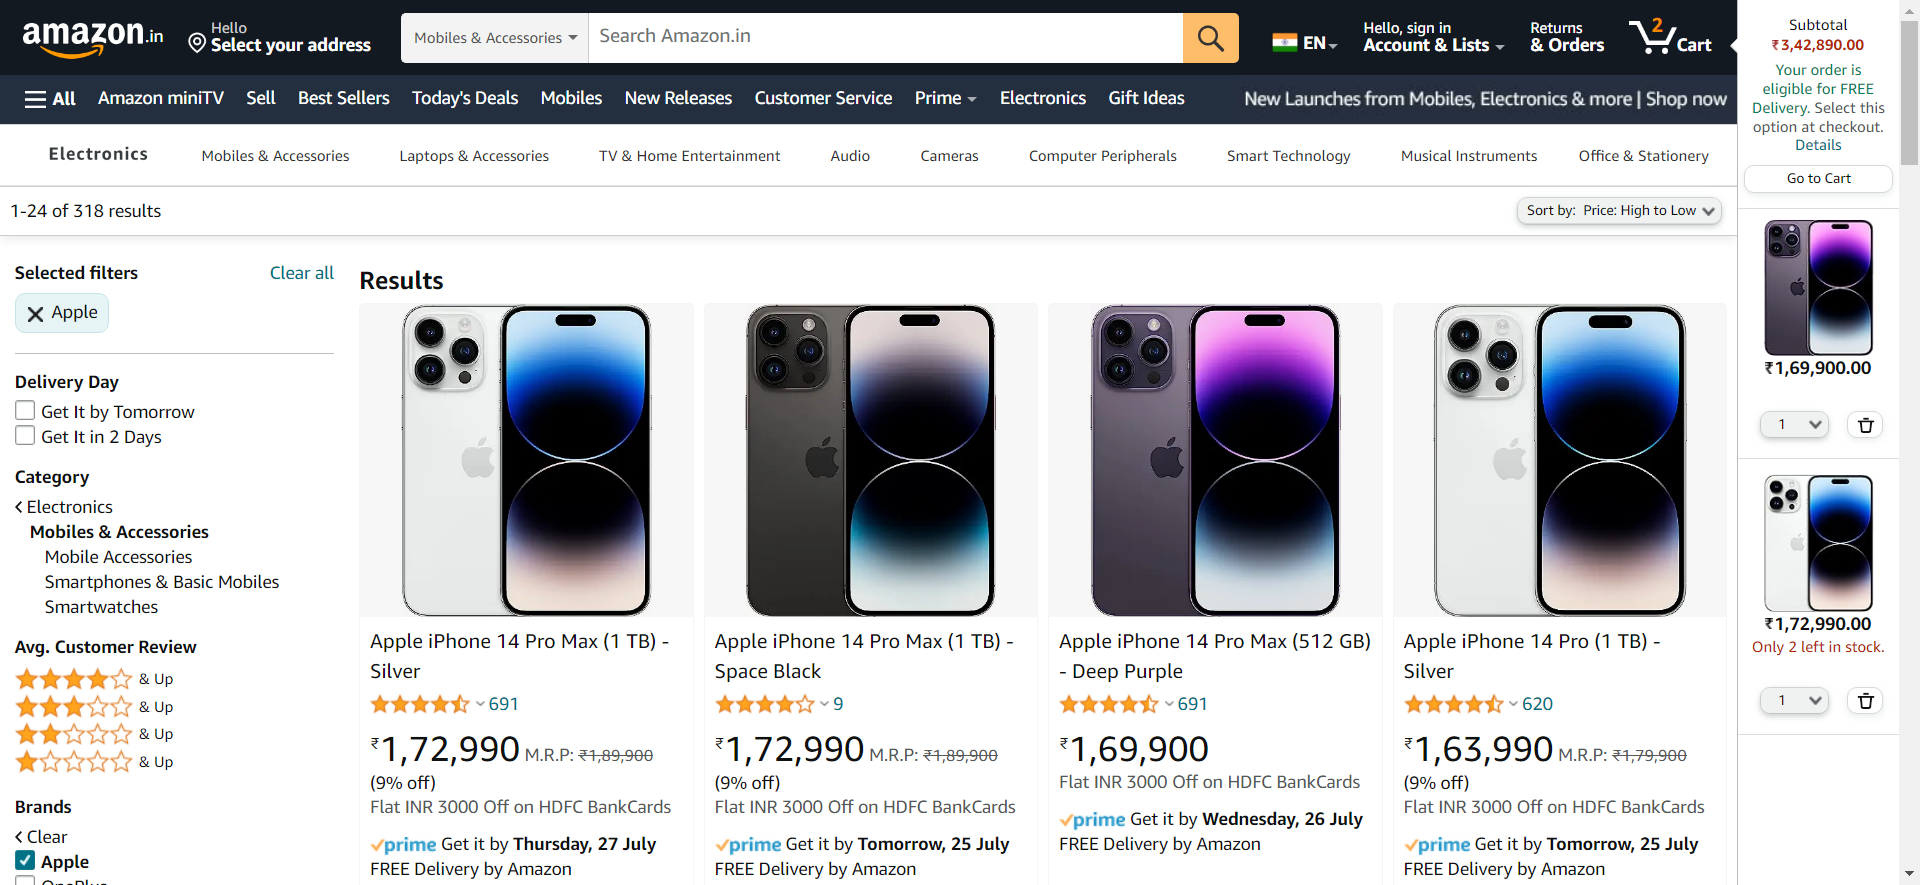 amazon.in
Hello
Select your address
Mobiles & Accessories
Search Amazon.in
EN
Hello, sign in
Account & Lists
Returns
& Orders
2
Cart
All
Amazon miniTV
Sell
Best Sellers
Today's Deals
Mobiles
New Releases
Customer Service
Prime
Electronics
Gift Ideas
New Launches from Mobiles, Electronics & more | Shop now
Electronics
Mobiles & Accessories
Laptops & Accessories
TV & Home Entertainment
Audio
Cameras
Computer Peripherals
Smart Technology
Musical Instruments
Office & Stationery
1-24 of 318 results
Sort by: Price: High to Low
Selected filters
Clear all
Apple
Delivery Day
Get It by Tomorrow
Get It in 2 Days
Category
Electronics
Mobiles & Accessories
Mobile Accessories
Smartphones & Basic Mobiles
Smartwatches
Avg. Customer Review
& Up
& Up
& Up
& Up
Brands
Clear
Apple
OnePlus
Results
Apple iPhone 14 Pro Max (1 TB) -
Silver
691
₹1,72,990 M.R.P: ₹1,89,900
(9% off)
Flat INR 3000 Off on HDFC BankCards
prime Get it by Thursday, 27 July
FREE Delivery by Amazon
Apple iPhone 14 Pro Max (1 TB) -
Space Black
9
₹1,72,990 M.R.P: ₹1,89,900
(9% off)
Flat INR 3000 Off on HDFC BankCards
prime Get it by Tomorrow, 25 July
FREE Delivery by Amazon
Apple iPhone 14 Pro Max (512 GB)
- Deep Purple
691
₹1,69,900
Flat INR 3000 Off on HDFC BankCards
prime Get it by Wednesday, 26 July
FREE Delivery by Amazon
Apple iPhone 14 Pro (1 TB) -
Silver
620
₹1,63,990 M.R.P: ₹1,79,900
(9% off)
Flat INR 3000 Off on HDFC BankCards
prime Get it by Tomorrow, 25 July
FREE Delivery by Amazon
Subtotal
₹3,42,890.00
Your order is
eligible for FREE
Delivery. Select this
option at checkout.
Details
Go to Cart
₹1,69,900.00
1
₹1,72,990.00
Only 2 left in stock.
1